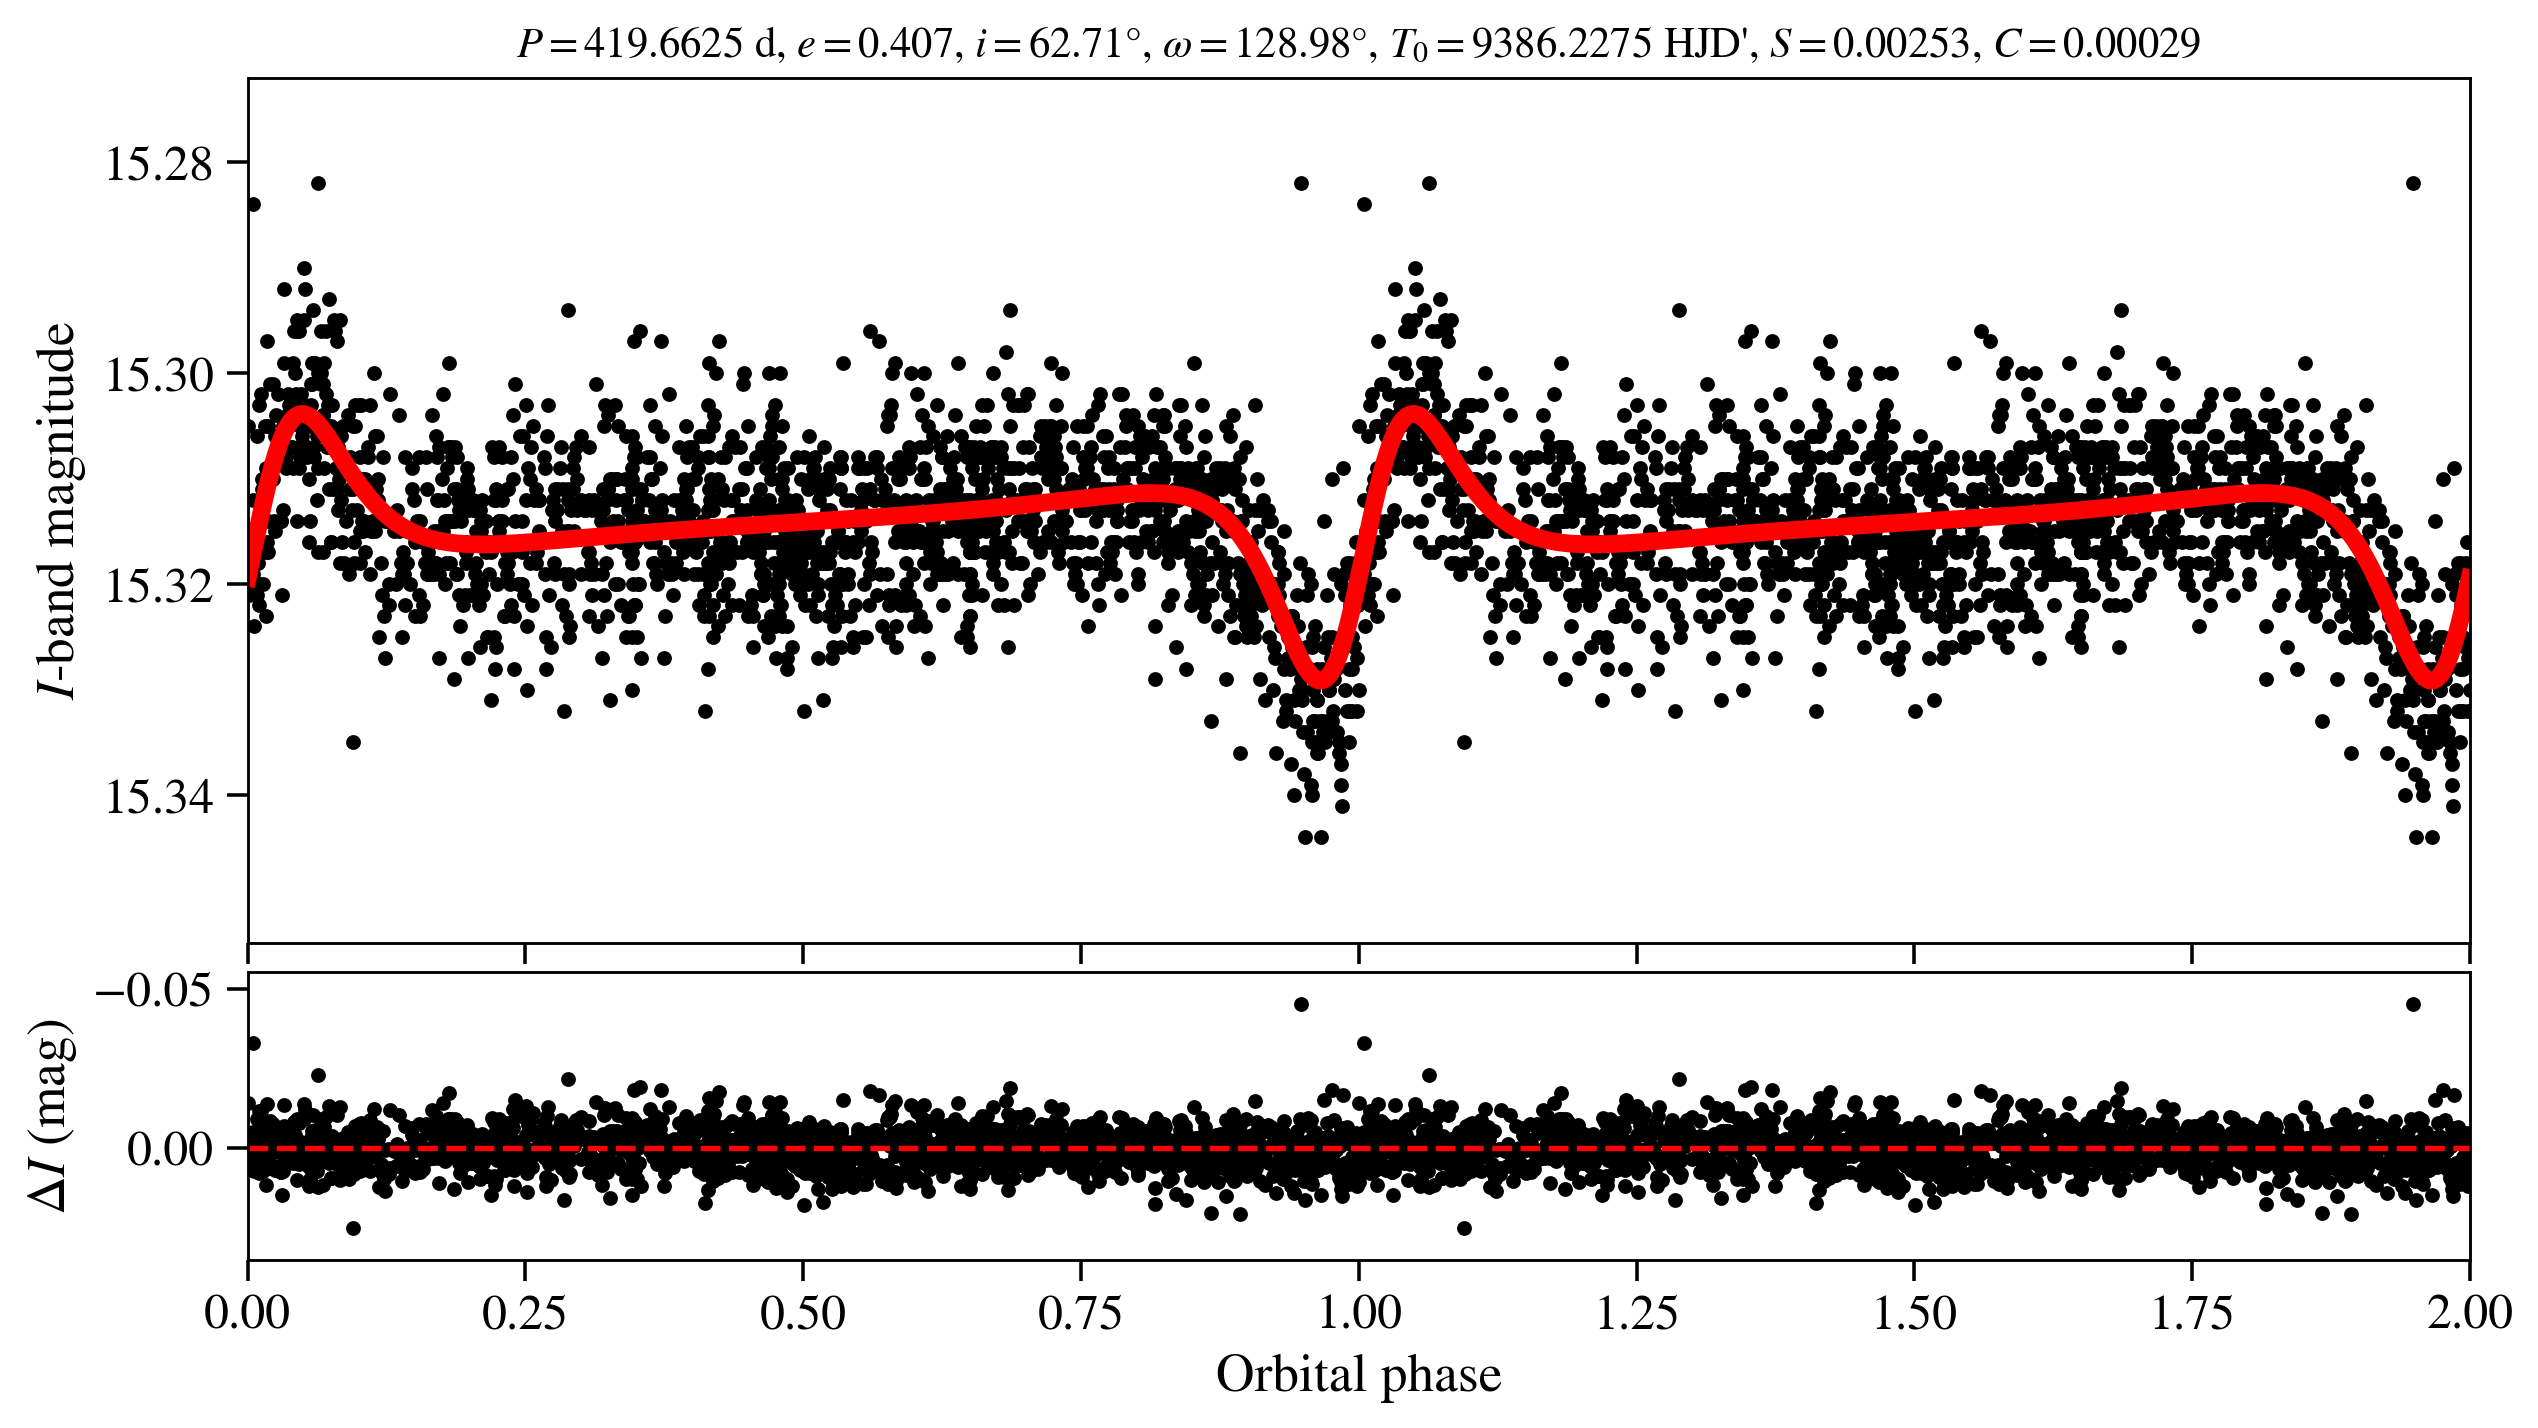 P = 419.6625 d, e = 0.407, i = 62.71°, ω = 128.98°, T₀ = 9386.2275 HJD', S = 0.00253, C = 0.00029
15.28
15.30
15.32
15.34
I-band magnitude
−0.05
0.00
ΔI (mag)
0.00 0.25 0.50 0.75 1.00 1.25 1.50 1.75 2.00
Orbital phase